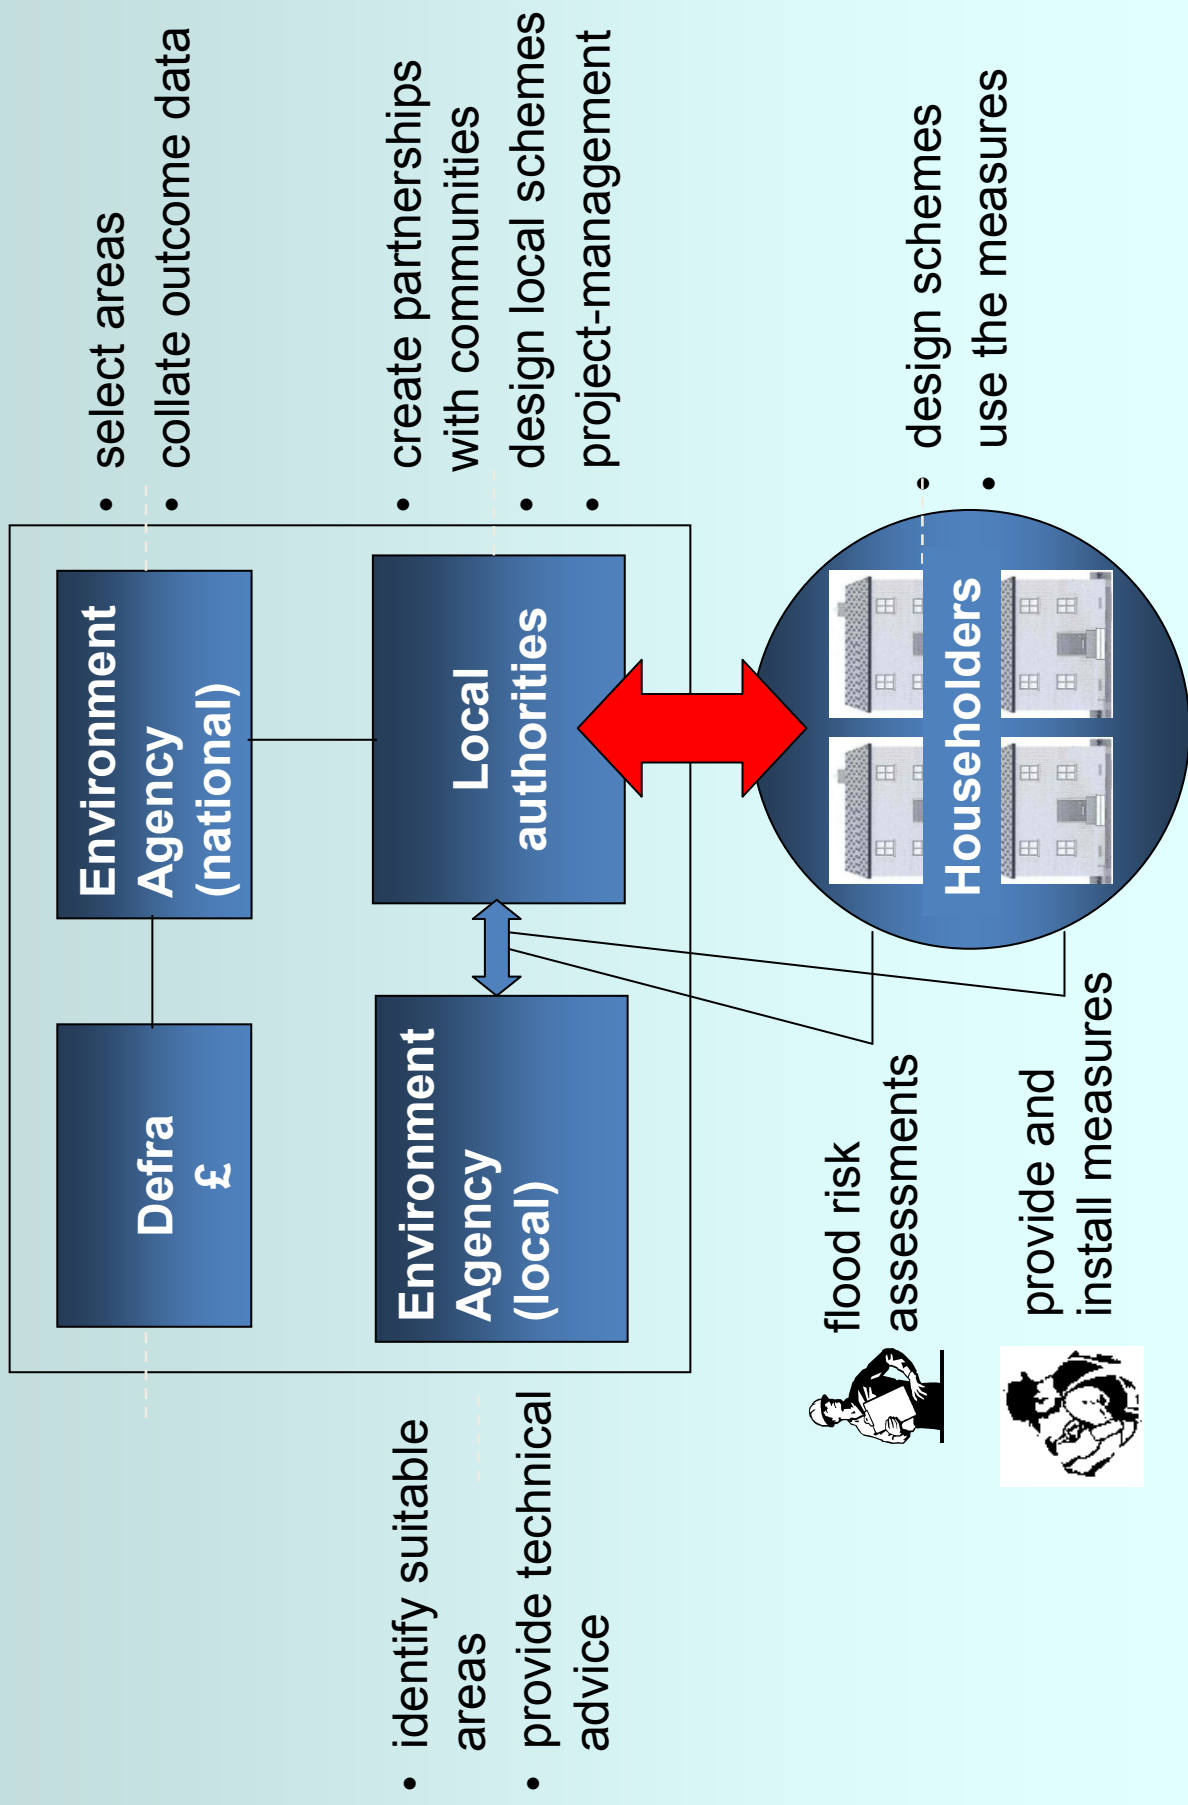 Defra
£
Environment
Agency
(national)
• select areas
• collate outcome data
• identify suitable
areas
• provide technical
advice
Environment
Agency
(local)
Local
authorities
• create partnerships
with communities
• design local schemes
• project-management
flood risk
assessments
provide and
install measures
Householders
• design schemes
• use the measures